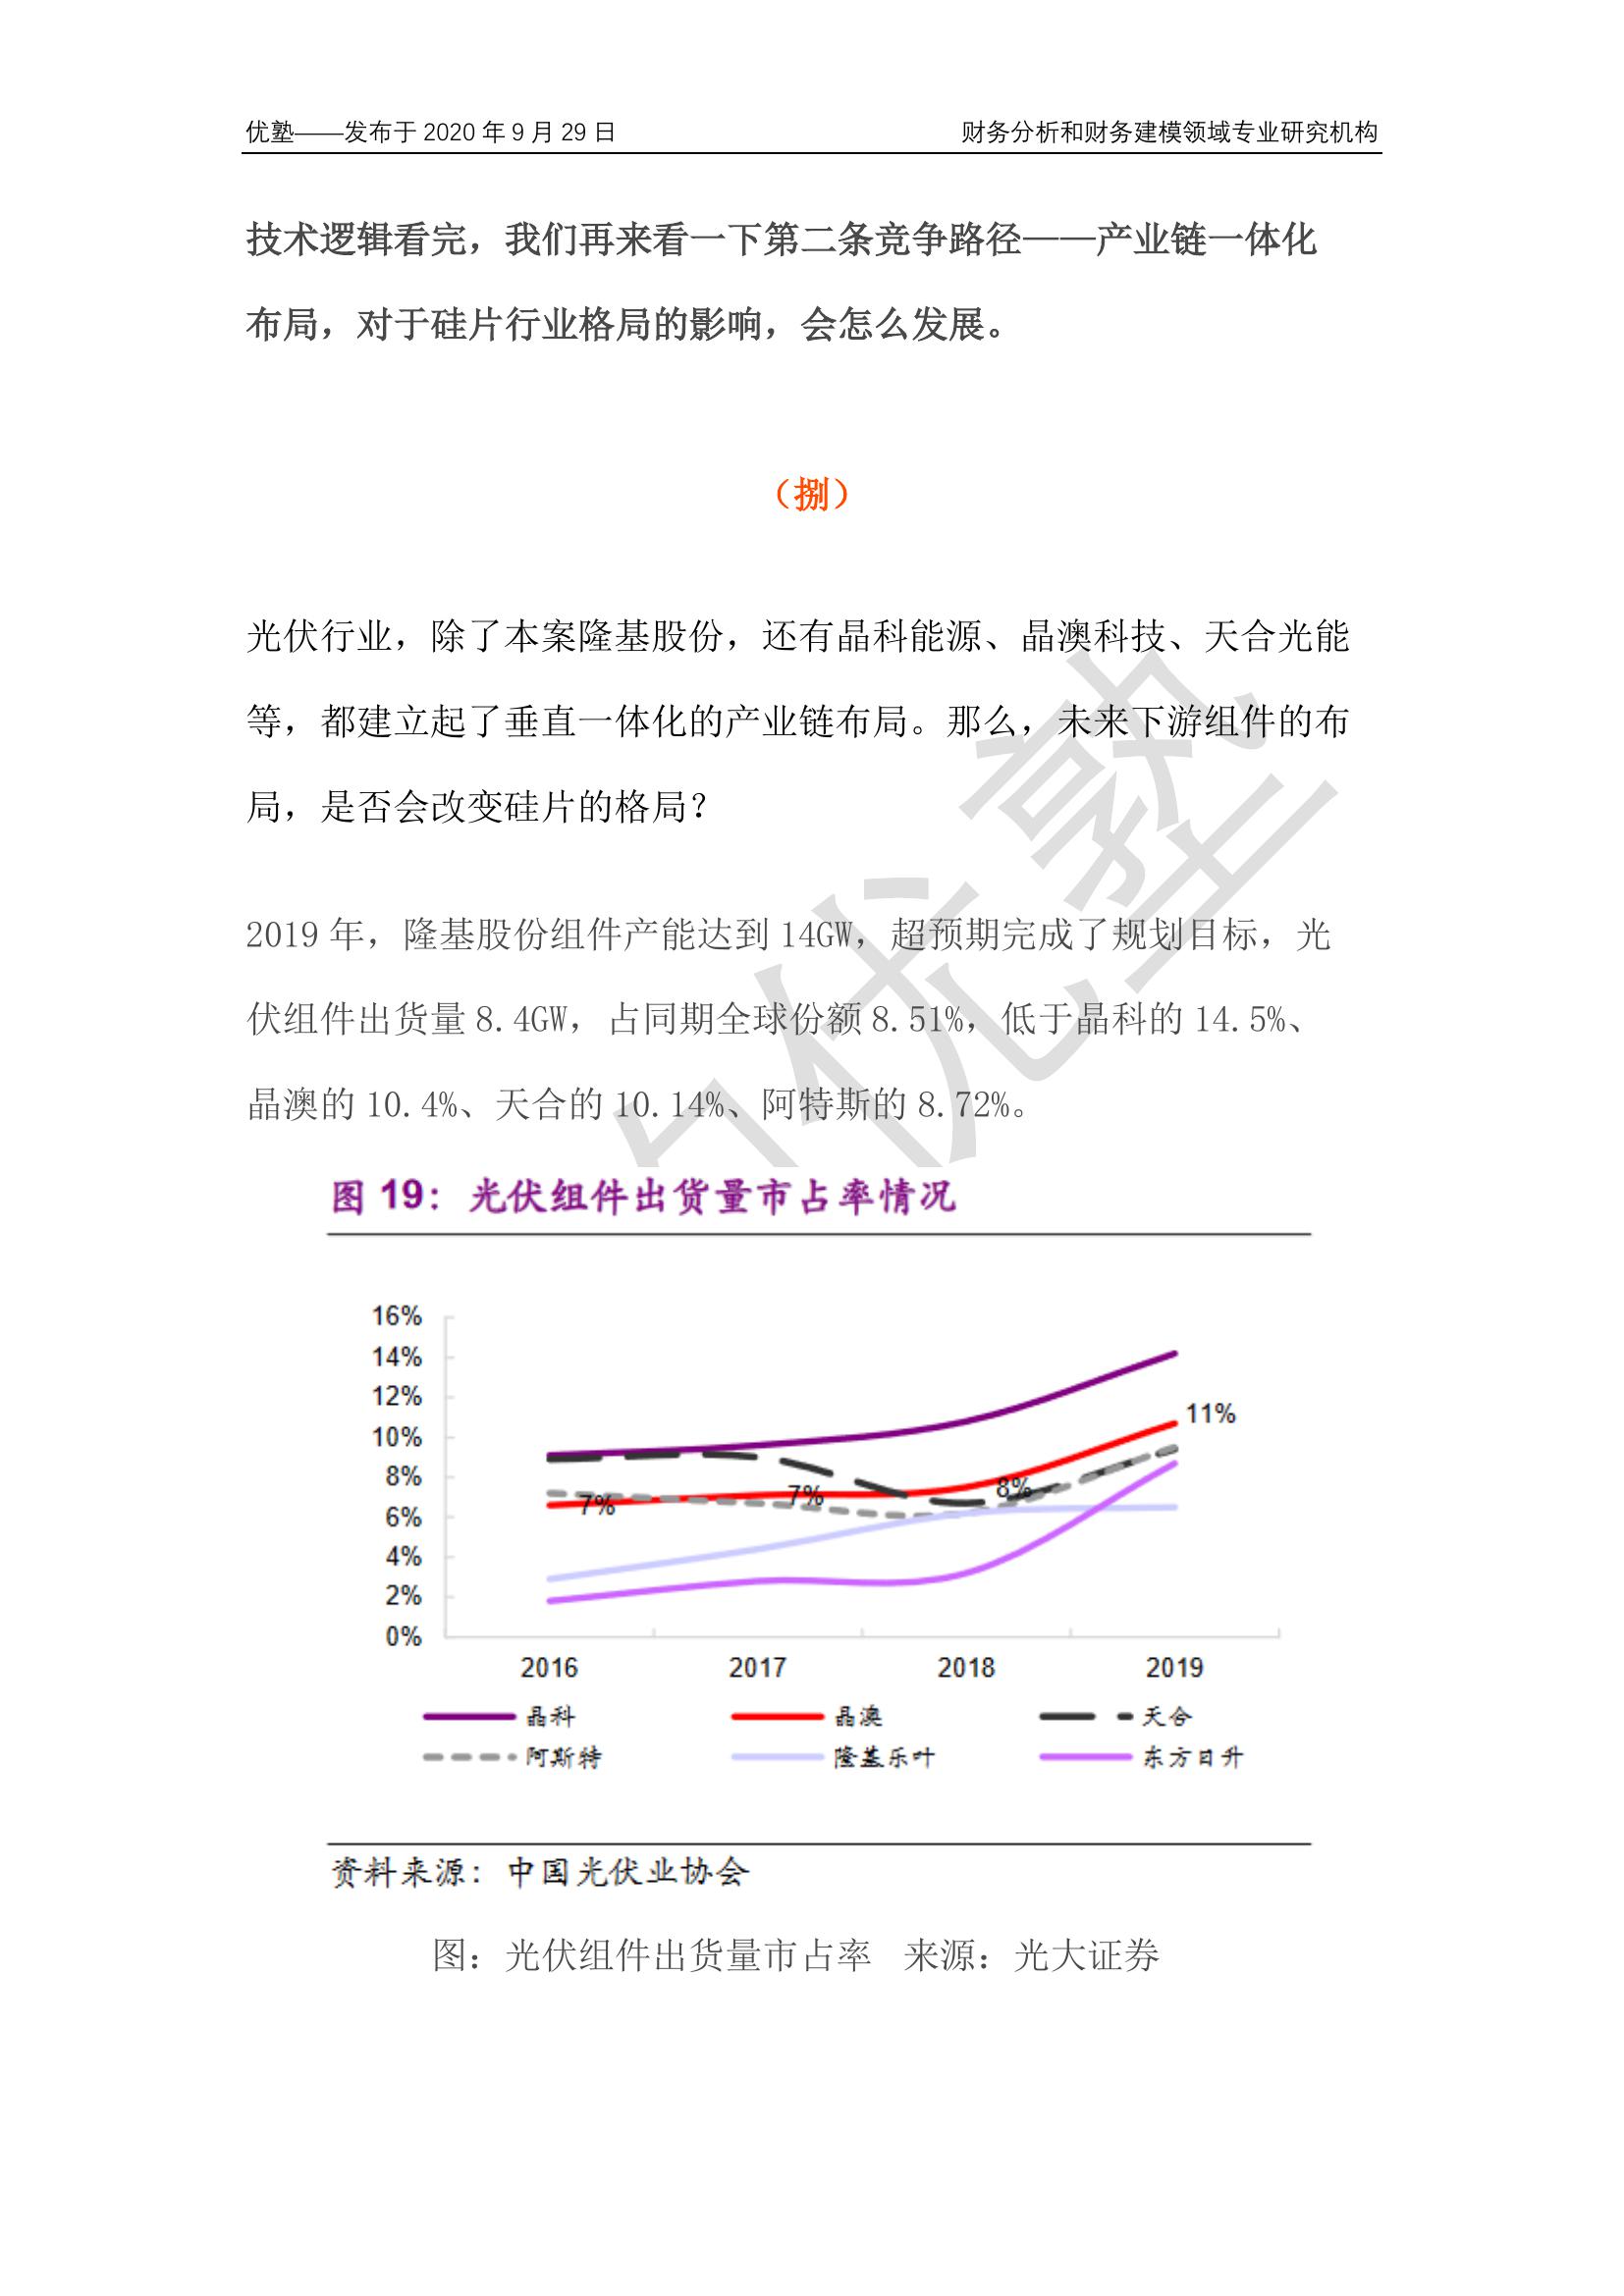 优塾——发布于 2020 年 9 月 29 日 财务分析和财务建模领域专业研究机构
技术逻辑看完，我们再来看一下第二条竞争路径——产业链一体化
布局，对于硅片行业格局的影响，会怎么发展。
（捌）
光伏行业，除了本案隆基股份，还有晶科能源、晶澳科技、天合光能
等，都建立起了垂直一体化的产业链布局。那么，未来下游组件的布
局，是否会改变硅片的格局？
2019 年，隆基股份组件产能达到 14GW，超预期完成了规划目标，光
伏组件出货量 8.4GW，占同期全球份额 8.51%，低于晶科的 14.5%、
晶澳的 10.4%、天合的 10.14%、阿特斯的 8.72%。
优塾
图 19：光伏组件出货量市占率情况
16%
14%
12%
10%
8%
6%
4%
2%
0%
7%
7%
8%
11%
2016 2017 2018 2019
晶科 晶澳 天合
阿斯特 隆基乐叶 东方日升
资料来源：中国光伏业协会
图：光伏组件出货量市占率 来源：光大证券